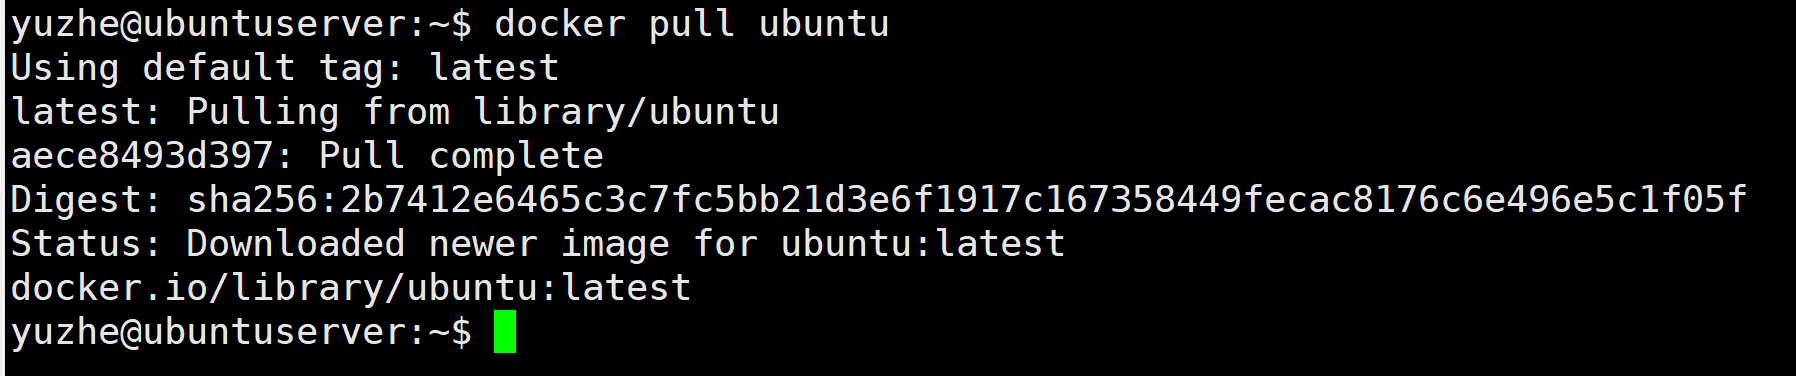 yuzhe@ubuntuserver:~$ docker pull ubuntu
Using default tag: latest
latest: Pulling from library/ubuntu
aece8493d397: Pull complete
Digest: sha256:2b7412e6465c3c7fc5bb21d3e6f1917c167358449fecac8176c6e496e5c1f05f
Status: Downloaded newer image for ubuntu:latest
docker.io/library/ubuntu:latest
yuzhe@ubuntuserver:~$